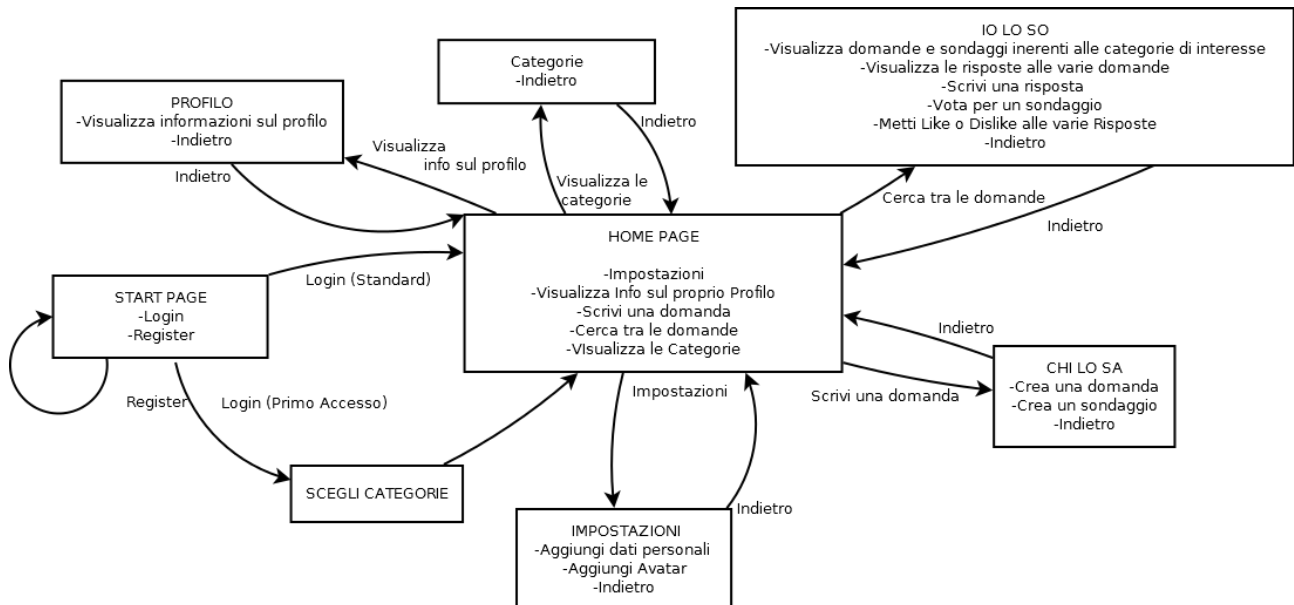 IO LO SO
-Visualizza domande e sondaggi inerenti alle categorie di interesse
-Visualizza le risposte alle varie domande
-Scrivi una risposta
-Vota per un sondaggio
-Metti Like o Dislike alle varie Risposte
-Indietro
Categorie
-Indietro
PROFILO
-Visualizza informazioni sul profilo
-Indietro
Indietro
Visualizza
info sul profilo
Indietro
Visualizza le
categorie
Cerca tra le domande
Indietro
HOME PAGE
-Impostazioni
-Visualizza Info sul proprio Profilo
-Scrivi una domanda
-Cerca tra le domande
-VIsualizza le Categorie
Login (Standard)
START PAGE
-Login
-Register
Indietro
CHI LO SA
-Crea una domanda
-Crea un sondaggio
-Indietro
Scrivi una domanda
Impostazioni
Register
Login (Primo Accesso)
SCEGLI CATEGORIE
Indietro
IMPOSTAZIONI
-Aggiungi dati personali
-Aggiungi Avatar
-Indietro